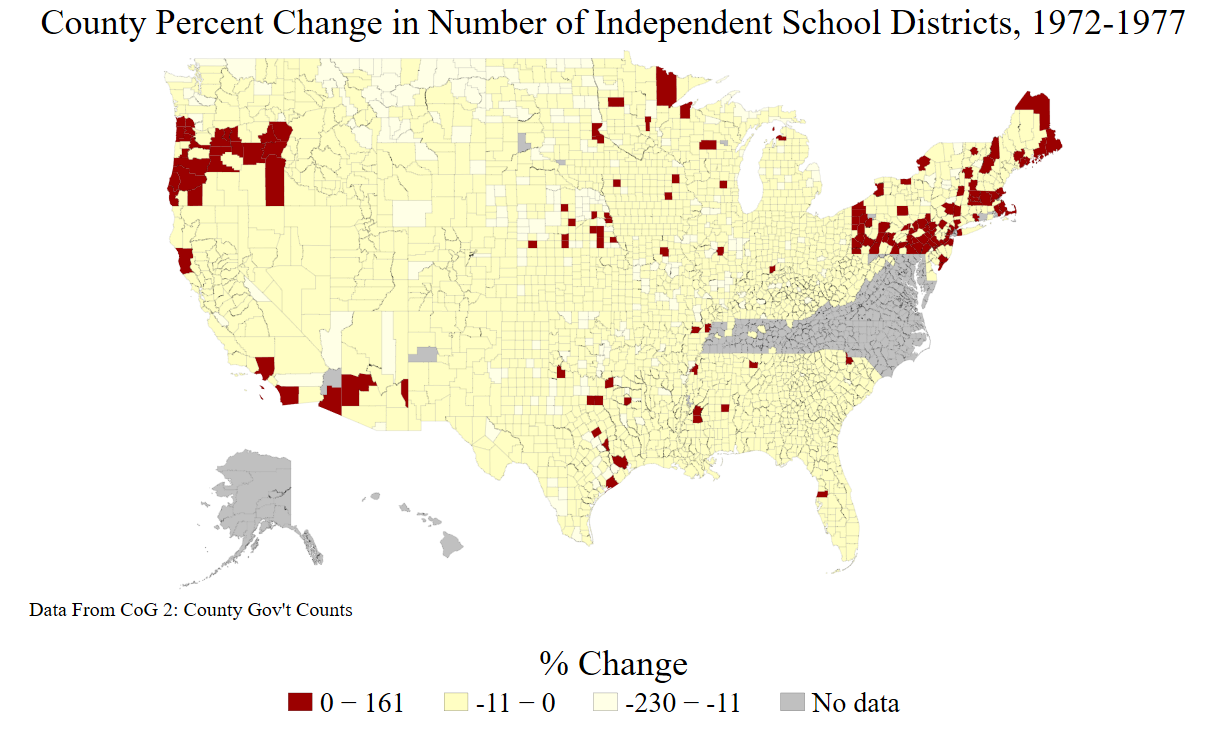 County Percent Change in Number of Independent School Districts, 1972-1977
Data From CoG 2: County Gov't Counts
% Change
0 − 161 -11 − 0 -230 − -11 No data